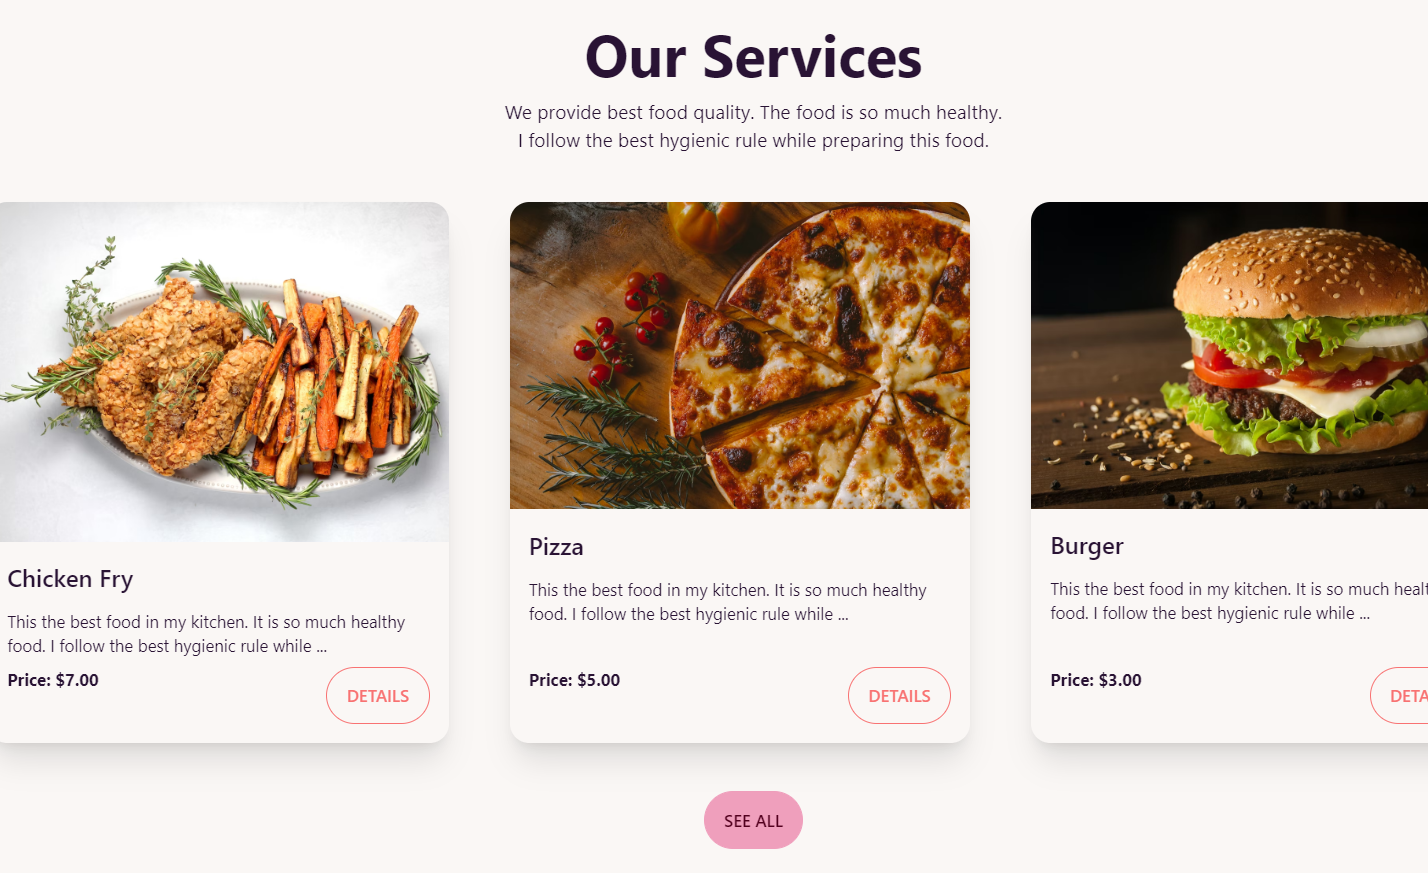 Our Services
We provide best food quality. The food is so much healthy.
I follow the best hygienic rule while preparing this food.
Chicken Fry
This the best food in my kitchen. It is so much healthy
food. I follow the best hygienic rule while ...
Price: $7.00
DETAILS
Pizza
This the best food in my kitchen. It is so much healthy
food. I follow the best hygienic rule while ...
Price: $5.00
DETAILS
Burger
This the best food in my kitchen. It is so much
food. I follow the best hygienic rule while ...
Price: $3.00
SEE ALL